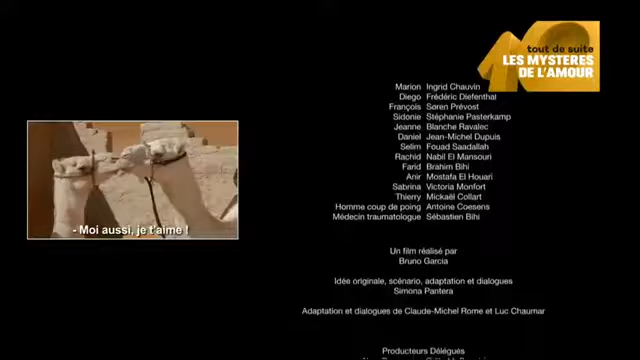 tout de suite
LES MYSTÈRES
DE L'AMOUR
Marion Ingrid Chauvin
Diego Frédéric Diefenthal
François Søren Prévost
Sidonie Stéphanie Pasterkamp
Jeanne Blanche Ravalec
Daniel Jean-Michel Dupuis
Selim Fouad Saadallah
Rachid Nabil El Mansouri
Farid Brahim Bihi
Anir Mostafa El Houari
Sabrina Victoria Monfort
Thierry Mickaël Collart
Homme coup de poing Antoine Coesens
Médecin traumatologue Sébastien Bihi
- Moi aussi, je t'aime !
Un film réalisé par
Bruno Garcia
Idée originale, scénario, adaptation et dialogues
Simona Pantera
Adaptation et dialogues de Claude-Michel Rome et Luc Chaumar
Producteurs Délégués